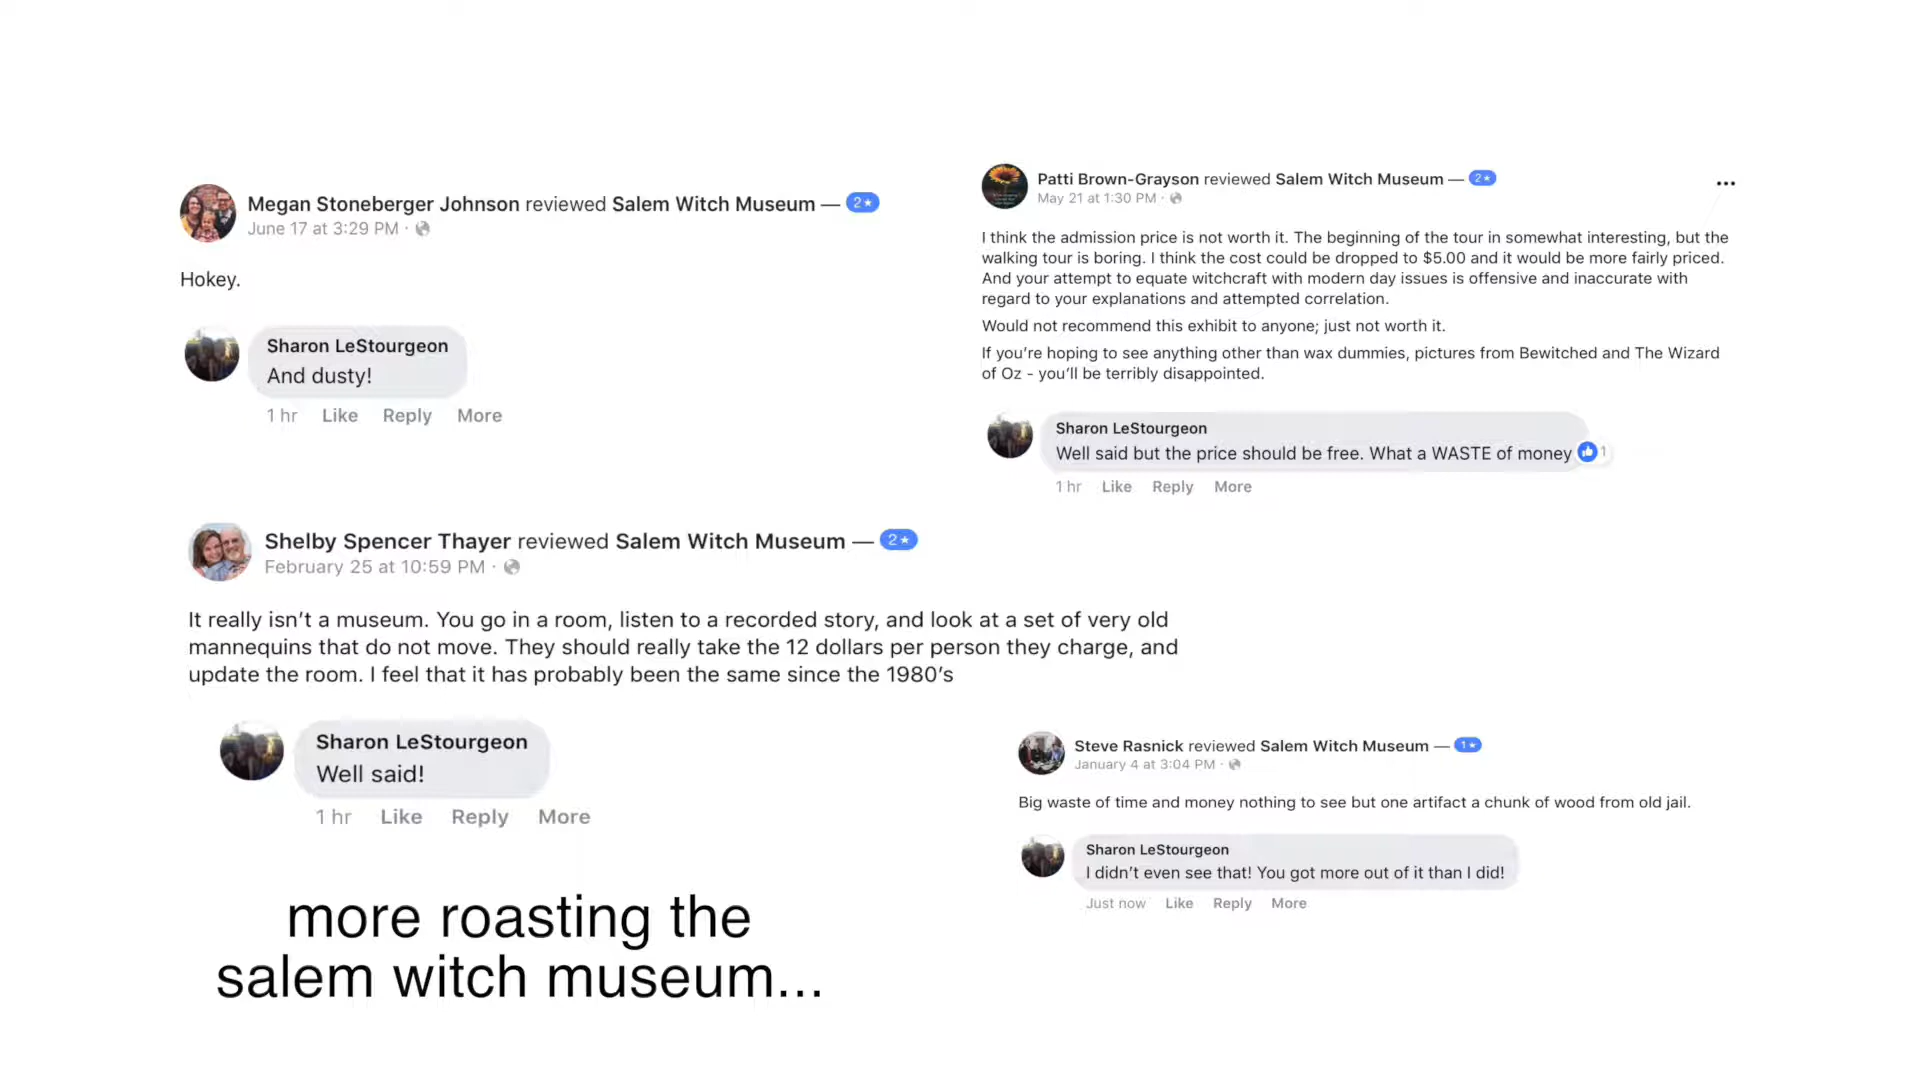 Megan Stoneberger Johnson reviewed Salem Witch Museum — 2★
June 17 at 3:29 PM ·
Hokey.
Sharon LeStourgeon
And dusty!
1 hr Like Reply More
Patti Brown-Grayson reviewed Salem Witch Museum — 2★
May 21 at 1:30 PM ·
I think the admission price is not worth it. The beginning of the tour in somewhat interesting, but the
walking tour is boring. I think the cost could be dropped to $5.00 and it would be more fairly priced.
And your attempt to equate witchcraft with modern day issues is offensive and inaccurate with
regard to your explanations and attempted correlation.
Would not recommend this exhibit to anyone; just not worth it.
If you're hoping to see anything other than wax dummies, pictures from Bewitched and The Wizard
of Oz - you'll be terribly disappointed.
Sharon LeStourgeon
Well said but the price should be free. What a WASTE of money 1
1 hr Like Reply More
Shelby Spencer Thayer reviewed Salem Witch Museum — 2★
February 25 at 10:59 PM ·
It really isn't a museum. You go in a room, listen to a recorded story, and look at a set of very old
mannequins that do not move. They should really take the 12 dollars per person they charge, and
update the room. I feel that it has probably been the same since the 1980's
Sharon LeStourgeon
Well said!
1 hr Like Reply More
Steve Rasnick reviewed Salem Witch Museum — 1★
January 4 at 3:04 PM ·
Big waste of time and money nothing to see but one artifact a chunk of wood from old jail.
Sharon LeStourgeon
I didn't even see that! You got more out of it than I did!
Just now Like Reply More
more roasting the
salem witch museum...